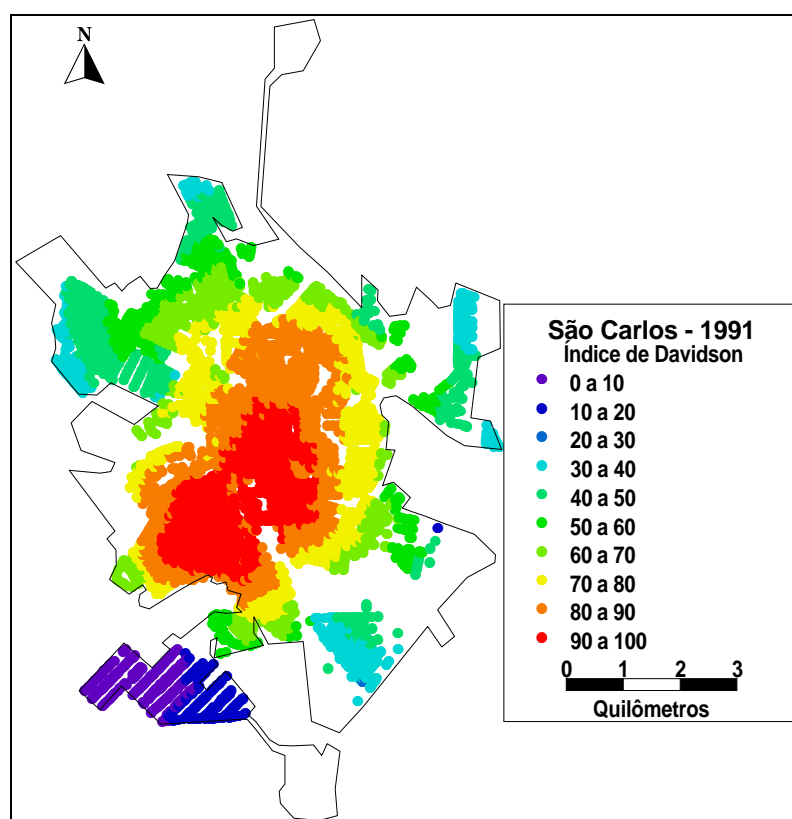 N
São Carlos - 1991
Índice de Davidson
0 a 10
10 a 20
20 a 30
30 a 40
40 a 50
50 a 60
60 a 70
70 a 80
80 a 90
90 a 100
0 1 2 3
Quilômetros